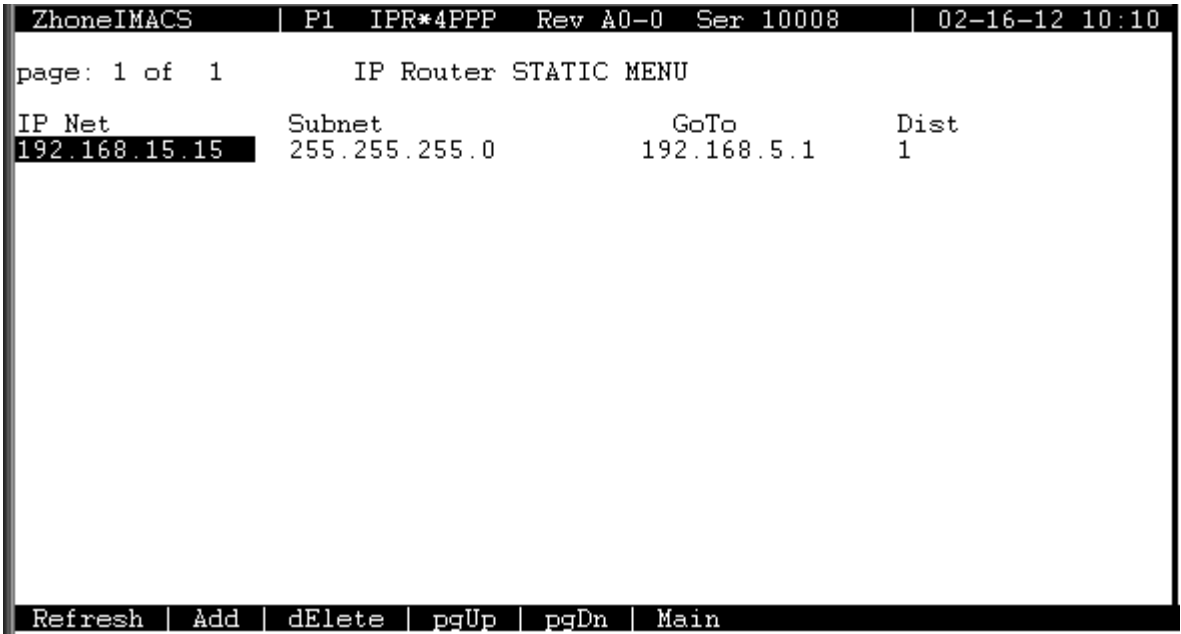 ZhoneIMACS | P1 IPR*4PPP Rev A0-0 Ser 10008 | 02-16-12 10:10
page: 1 of 1 IP Router STATIC MENU
IP Net Subnet GoTo Dist
192.168.15.15 255.255.255.0 192.168.5.1 1
Refresh | Add | dElete | pgUp | pgDn | Main